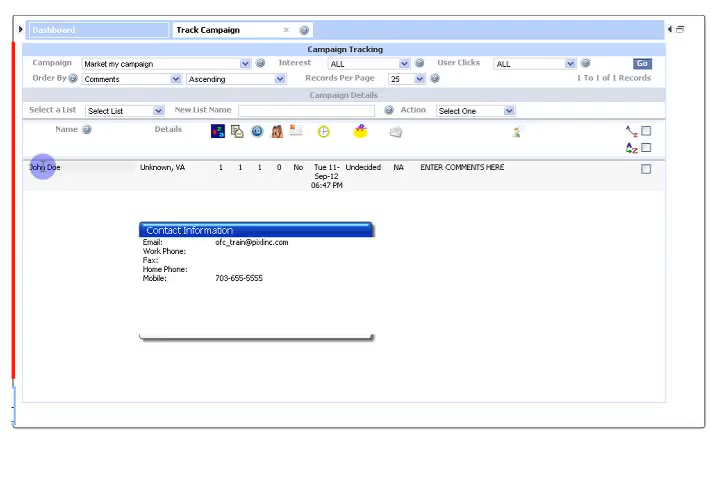 Dashboard Track Campaign
Campaign Tracking
Campaign Market my campaign Interest ALL User Clicks ALL Go
Order By Comments Ascending Records Per Page 25 1 To 1 of 1 Records
Campaign Details
Select a List Select List New List Name Action Select One
Name Details
John Doe Unknown, VA 1 1 1 0 No Tue 11-Sep-12 06:47 PM Undecided NA ENTER COMMENTS HERE
Contact Information
Email: ofc_train@pixlinc.com
Work Phone:
Fax:
Home Phone:
Mobile: 703-655-5555